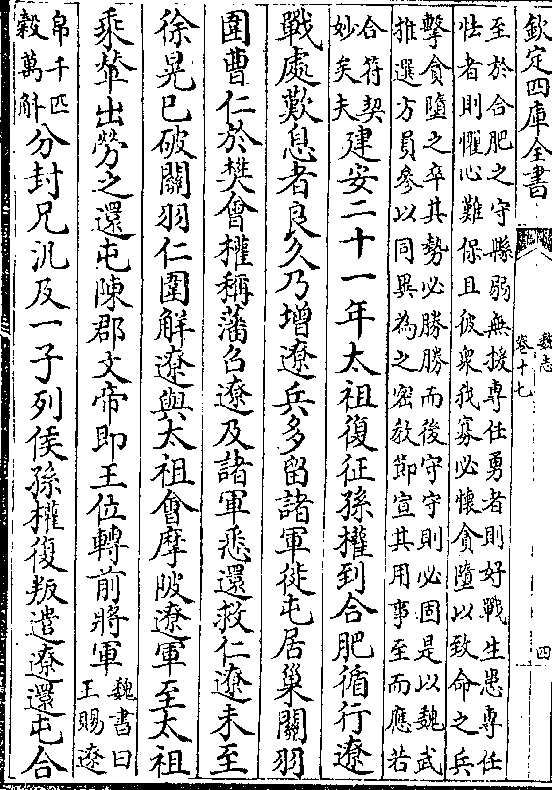 欽定四庫全書
魏志
卷十七
四
至於合肥之守縣弱無援專任勇者則好戰生患專任
怯者則懼心難保且彼衆我寡必懷貪墮以致命之兵
擊貪墮之卒其勢必勝勝而後守守則必固是以魏武
推選方員參以同異為之密教節宣其用事至而應若
合符契
妙矣夫
建安二十一年太祖復征孫權到合肥循行遼
戰處歎息者良久乃增遼兵多留諸軍徙屯居巢關羽
圍曹仁於樊會權稱藩召遼及諸軍悉還救仁遼未至
徐晃已破關羽仁圍解遼與太祖會摩陂遼軍至太祖
乘輦出勞之還屯陳郡文帝即王位轉前將軍
魏書曰
王賜遼
帛千匹
穀萬斛
分封兄汎及一子列侯孫權復叛遣遼還屯合